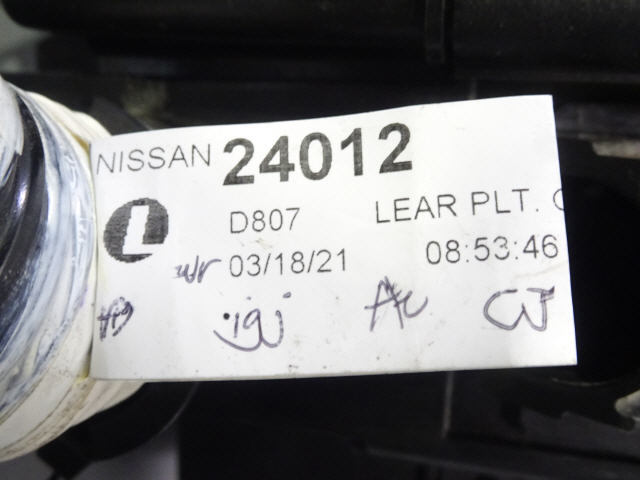 NISSAN 24012
L
D807 LEAR PLT.
03/18/21 08:53:46